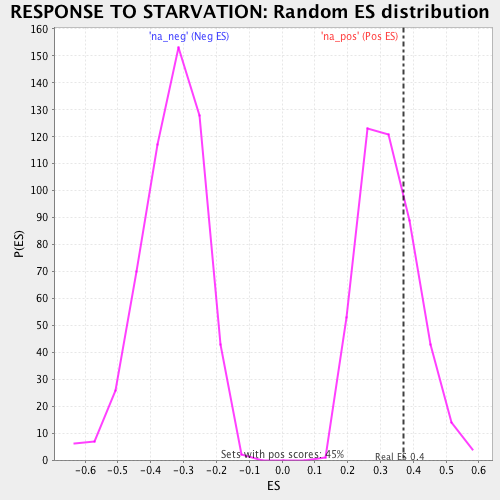 RESPONSE TO STARVATION: Random ES distribution
'na_neg' (Neg ES)
'na_pos' (Pos ES)
160
150
140
130
120
110
100
90
80
70
60
50
40
30
20
10
0
P(ES)
Sets with pos scores: 45%
Real ES 0.4
-0.6 -0.5 -0.4 -0.3 -0.2 -0.1 0.0 0.1 0.2 0.3 0.4 0.5 0.6
ES